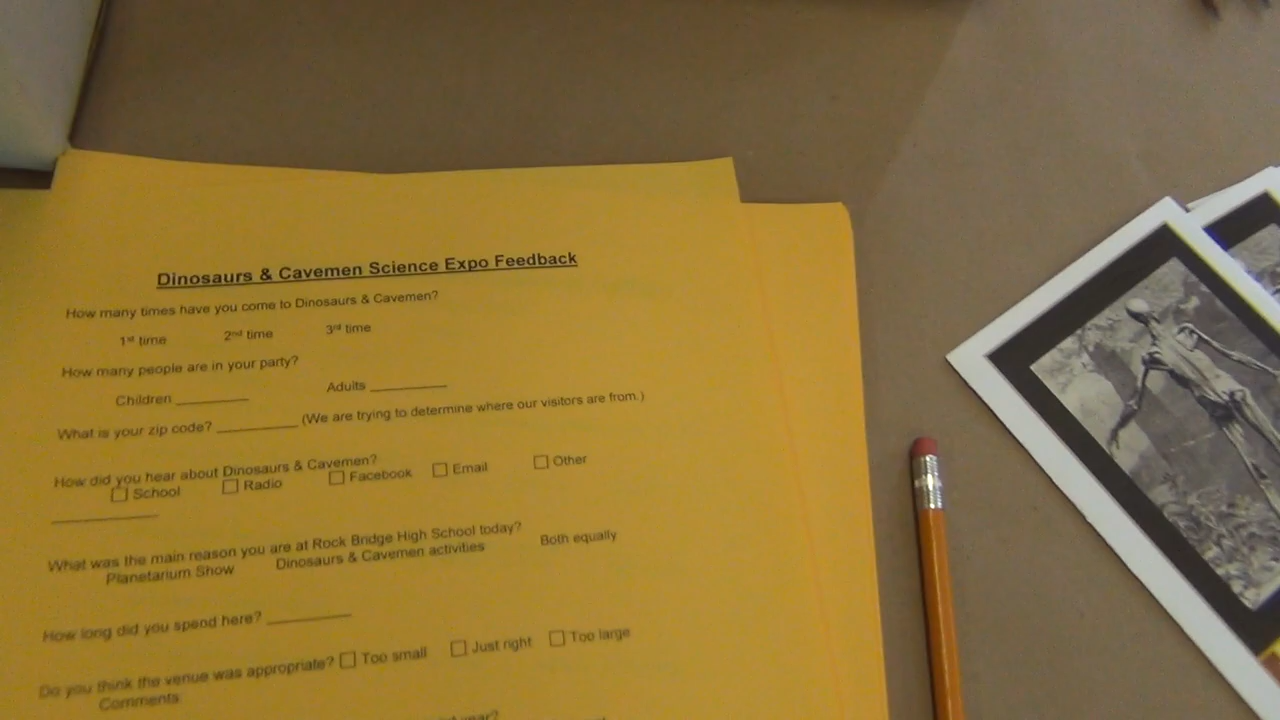 Dinosaurs & Cavemen Science Expo Feedback
How many times have you come to Dinosaurs & Cavemen?
1st time 2nd time 3rd time
How many people are in your party?
Children ________ Adults ________
What is your zip code? ________ (We are trying to determine where our visitors are from.)
How did you hear about Dinosaurs & Cavemen?
☐ School ☐ Radio ☐ Facebook ☐ Email ☐ Other
____________
What was the main reason you are at Rock Bridge High School today?
Planetarium Show Dinosaurs & Cavemen activities Both equally
How long did you spend here? ________
Do you think the venue was appropriate? ☐ Too small ☐ Just right ☐ Too large
Comments
year?